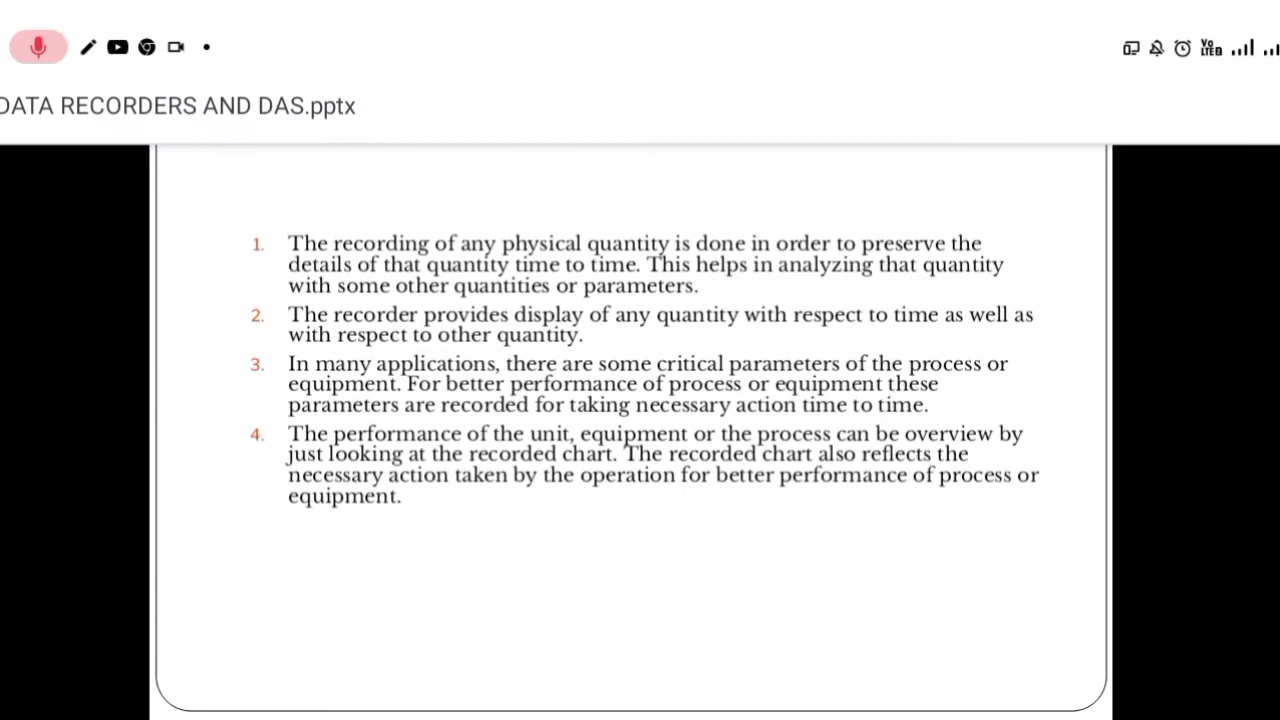 DATA RECORDERS AND DAS.pptx
1. The recording of any physical quantity is done in order to preserve the
details of that quantity time to time. This helps in analyzing that quantity
with some other quantities or parameters.
2. The recorder provides display of any quantity with respect to time as well as
with respect to other quantity.
3. In many applications, there are some critical parameters of the process or
equipment. For better performance of process or equipment these
parameters are recorded for taking necessary action time to time.
4. The performance of the unit, equipment or the process can be overview by
just looking at the recorded chart. The recorded chart also reflects the
necessary action taken by the operation for better performance of process or
equipment.